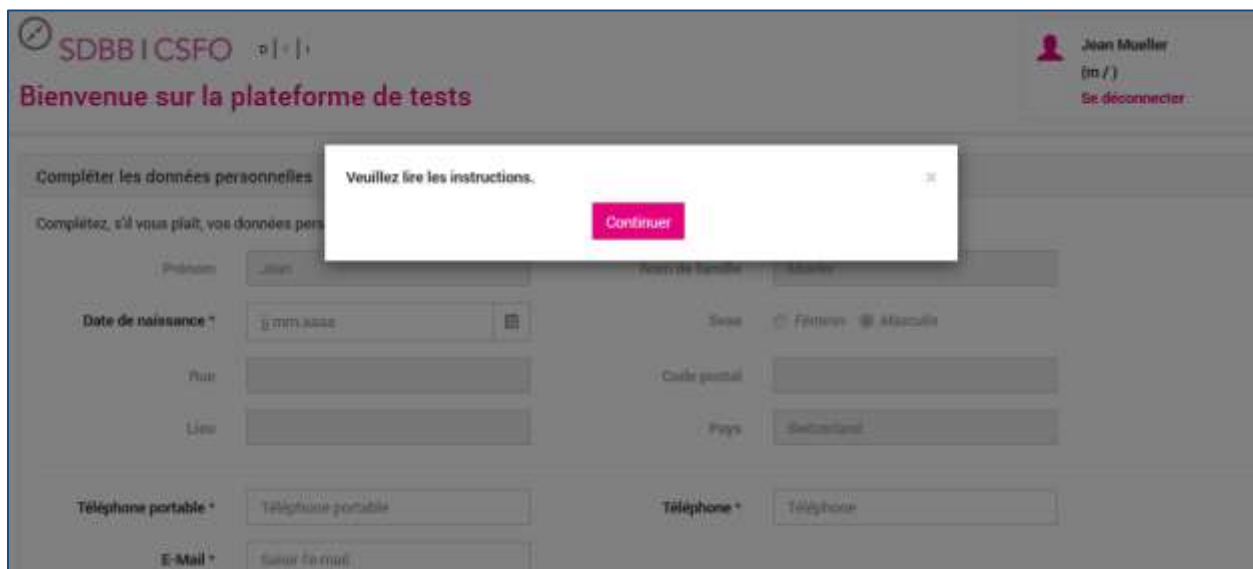 SDBB | CSFO D | C | I
Jean Mueller
(m / )
Se déconnecter
Bienvenue sur la plateforme de tests
Compléter les données personnelles
Veuillez lire les instructions.
×
Continuer
Complétez, s'il vous plaît, vos données pers
Prénom Jean
Nom de famille
Date de naissance * jj.mm.aaaa
Sexe Féminin Masculin
Rue
Code postal
Lieu
Pays Switzerland
Téléphone portable * Téléphone portable
Téléphone * Téléphone
E-Mail * Saisir l'e-mail